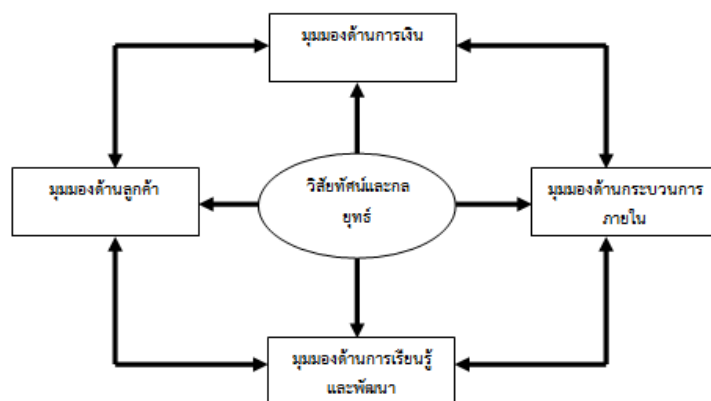 มุมมองด้านการเงิน
มุมมองด้านลูกค้า
วิสัยทัศน์และกล
ยุทธ์
มุมมองด้านกระบวนการ
ภายใน
มุมมองด้านการเรียนรู้
และพัฒนา